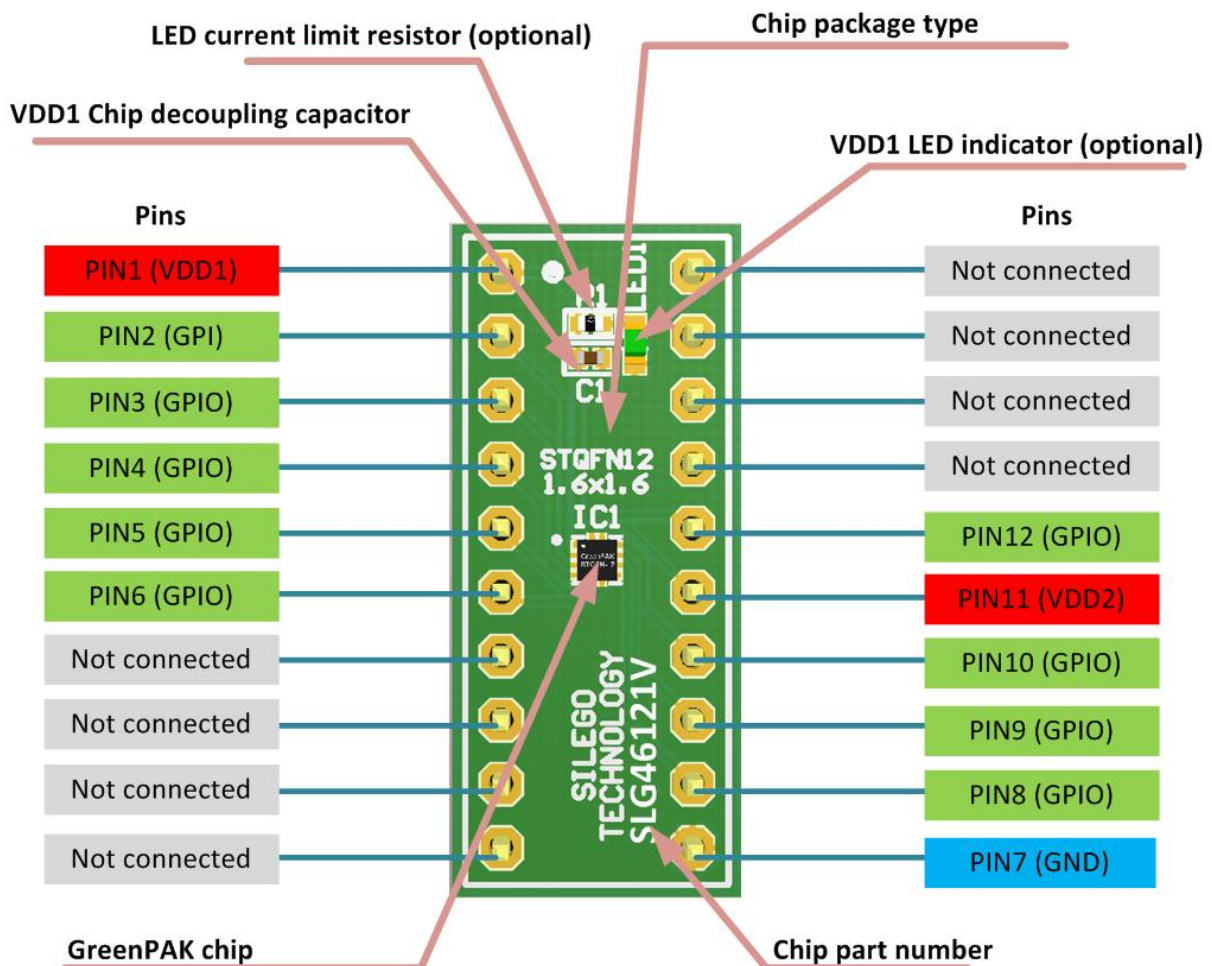 LED current limit resistor (optional)
Chip package type
VDD1 Chip decoupling capacitor
VDD1 LED indicator (optional)
Pins
Pins
PIN1 (VDD1)
PIN2 (GPI)
PIN3 (GPIO)
PIN4 (GPIO)
PIN5 (GPIO)
PIN6 (GPIO)
Not connected
Not connected
Not connected
Not connected
LED1
R1
C1
STQFN12
1.6x1.6
IC1
GreenPAK
SILEGO
TECHNOLOGY
SLG46121V
Not connected
Not connected
Not connected
Not connected
PIN12 (GPIO)
PIN11 (VDD2)
PIN10 (GPIO)
PIN9 (GPIO)
PIN8 (GPIO)
PIN7 (GND)
GreenPAK chip
Chip part number